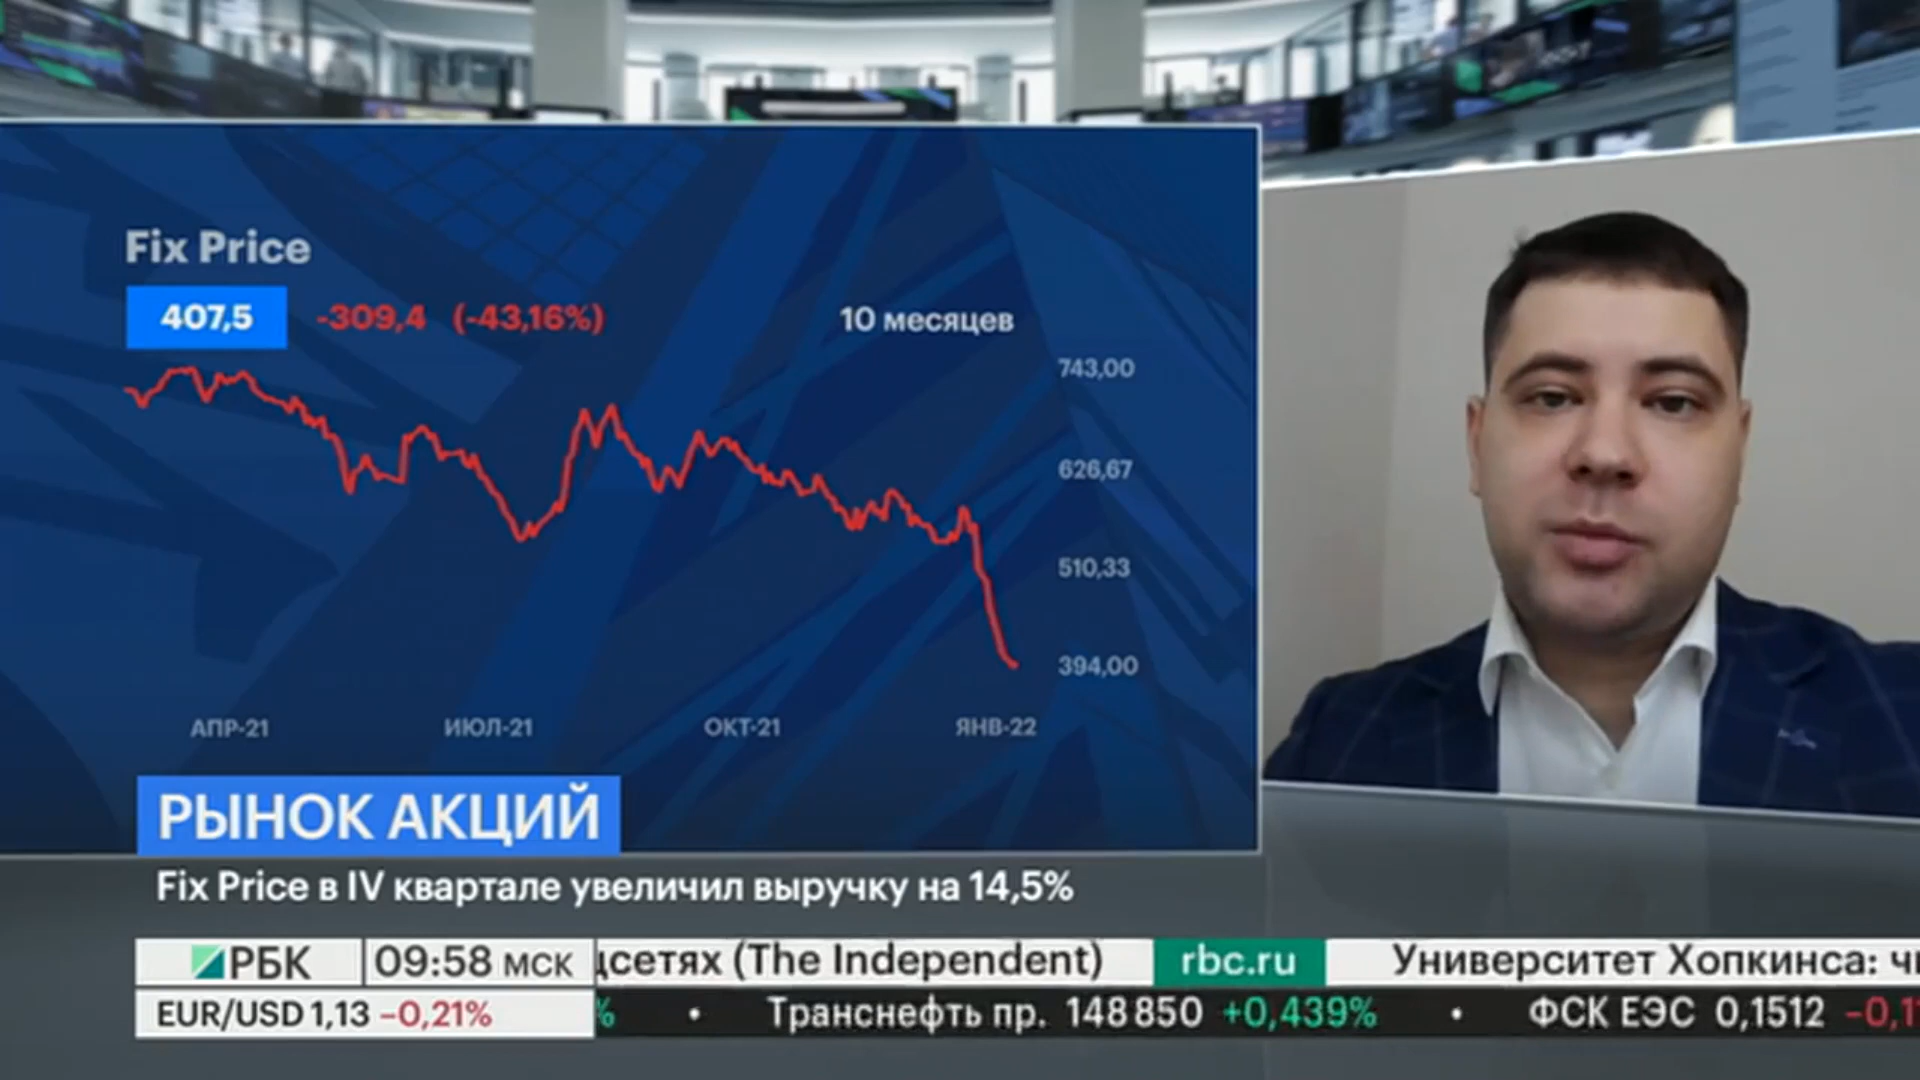 Fix Price
407,5 -309,4 (-43,16%) 10 месяцев
743,00
626,67
510,33
394,00
АПР-21 ИЮЛ-21 ОКТ-21 ЯНВ-22
РЫНОК АКЦИЙ
Fix Price в IV квартале увеличил выручку на 14,5%
РБК 09:58 МСК (The Independent) rbc.ru Университет Хопкинса:
EUR/USD 1,13 −0,21% % • Транснефть пр. 148850 +0,439% • ФСК ЕЭС 0,1512